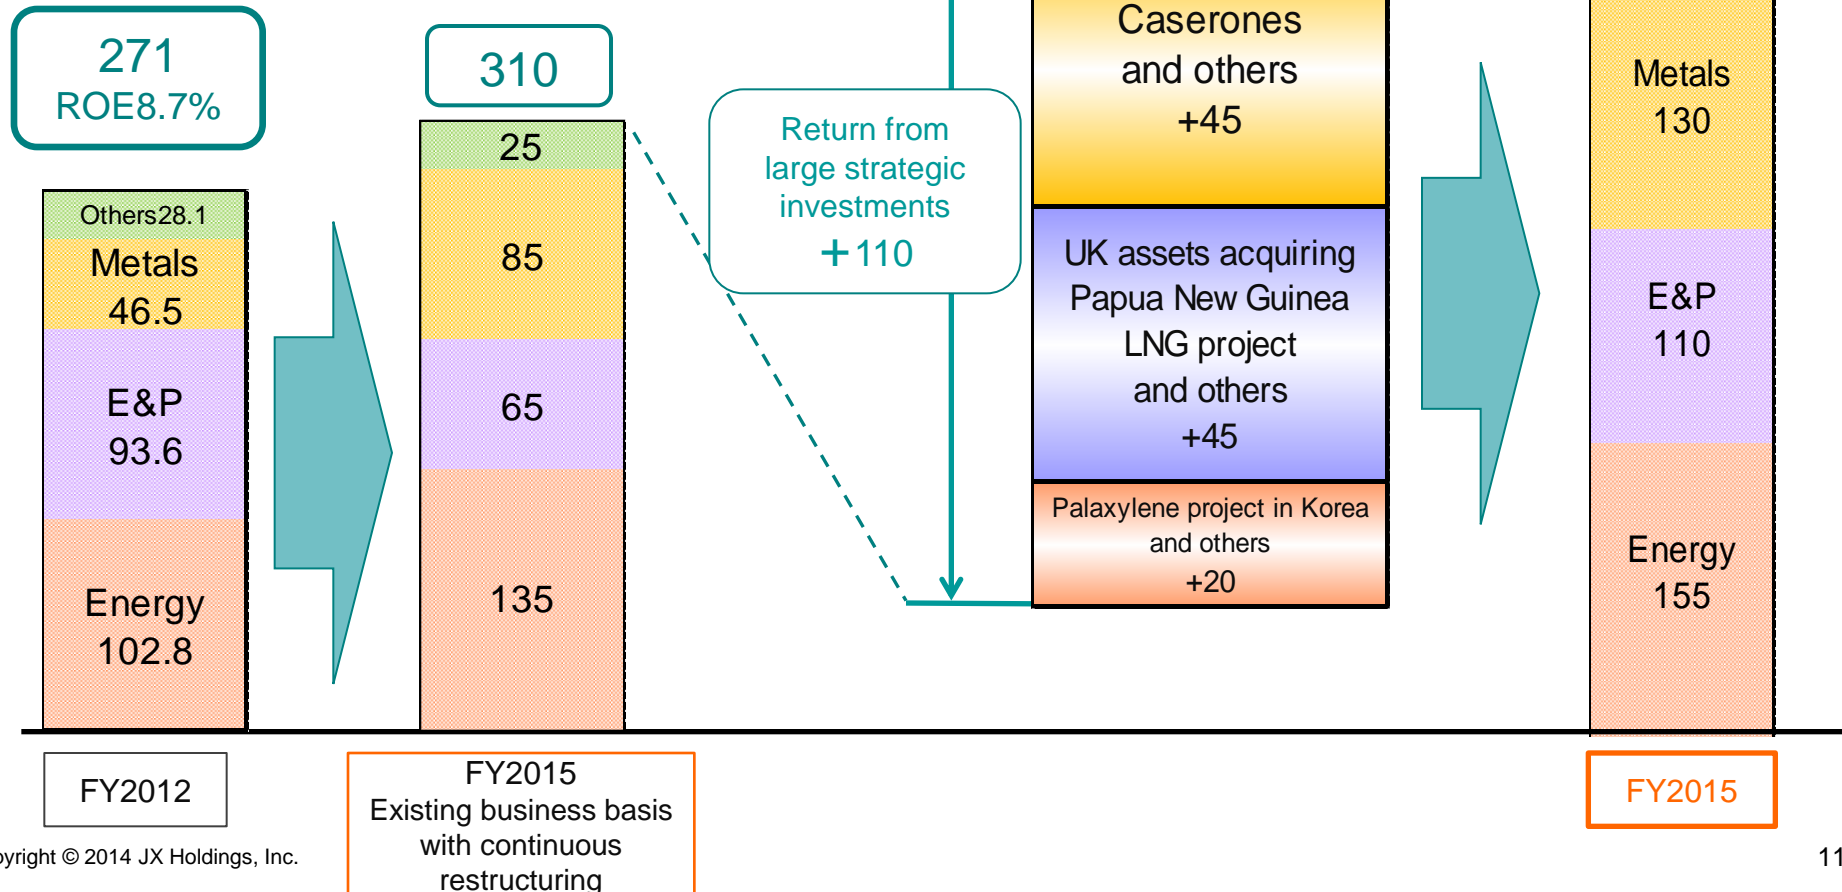 271
ROE8.7%
Others28.1
Metals
46.5
E&P
93.6
Energy
102.8
FY2012
310
25
85
65
135
FY2015
Existing business basis
with continuous
restructuring
Return from
large strategic
investments
+110
Caserones
and others
+45
UK assets acquiring
Papua New Guinea
LNG project
and others
+45
Palaxylene project in Korea
and others
+20
Metals
130
E&P
110
Energy
155
FY2015
opyright © 2014 JX Holdings, Inc.
11